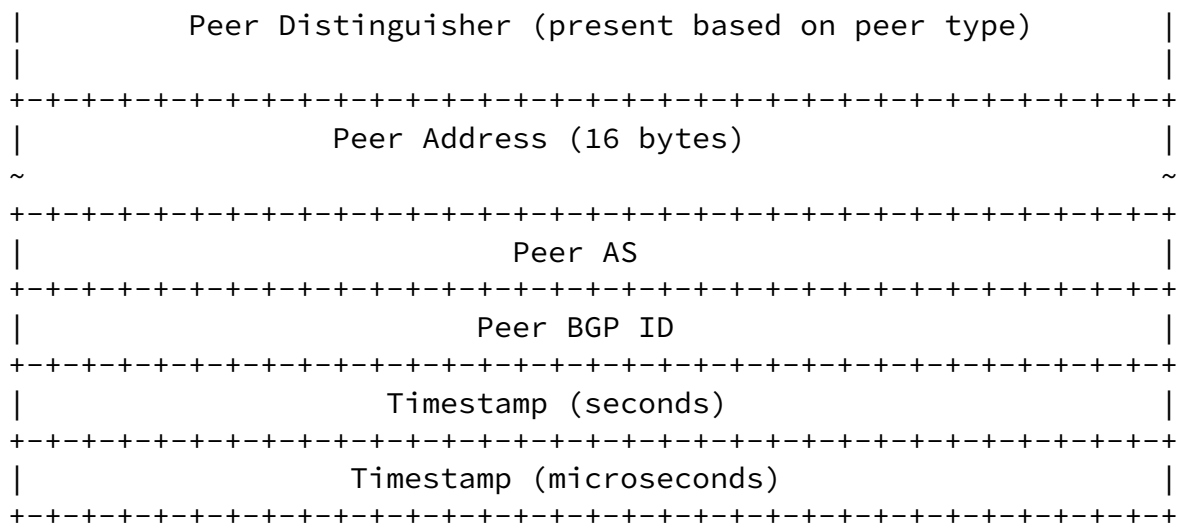 |         Peer Distinguisher (present based on peer type)       |
|                                                               |
+-+-+-+-+-+-+-+-+-+-+-+-+-+-+-+-+-+-+-+-+-+-+-+-+-+-+-+-+-+-+-+-+
|                 Peer Address (16 bytes)                       |
~                                                               ~
+-+-+-+-+-+-+-+-+-+-+-+-+-+-+-+-+-+-+-+-+-+-+-+-+-+-+-+-+-+-+-+-+
|                           Peer AS                             |
+-+-+-+-+-+-+-+-+-+-+-+-+-+-+-+-+-+-+-+-+-+-+-+-+-+-+-+-+-+-+-+-+
|                         Peer BGP ID                           |
+-+-+-+-+-+-+-+-+-+-+-+-+-+-+-+-+-+-+-+-+-+-+-+-+-+-+-+-+-+-+-+-+
|                    Timestamp (seconds)                        |
+-+-+-+-+-+-+-+-+-+-+-+-+-+-+-+-+-+-+-+-+-+-+-+-+-+-+-+-+-+-+-+-+
|                  Timestamp (microseconds)                     |
+-+-+-+-+-+-+-+-+-+-+-+-+-+-+-+-+-+-+-+-+-+-+-+-+-+-+-+-+-+-+-+-+